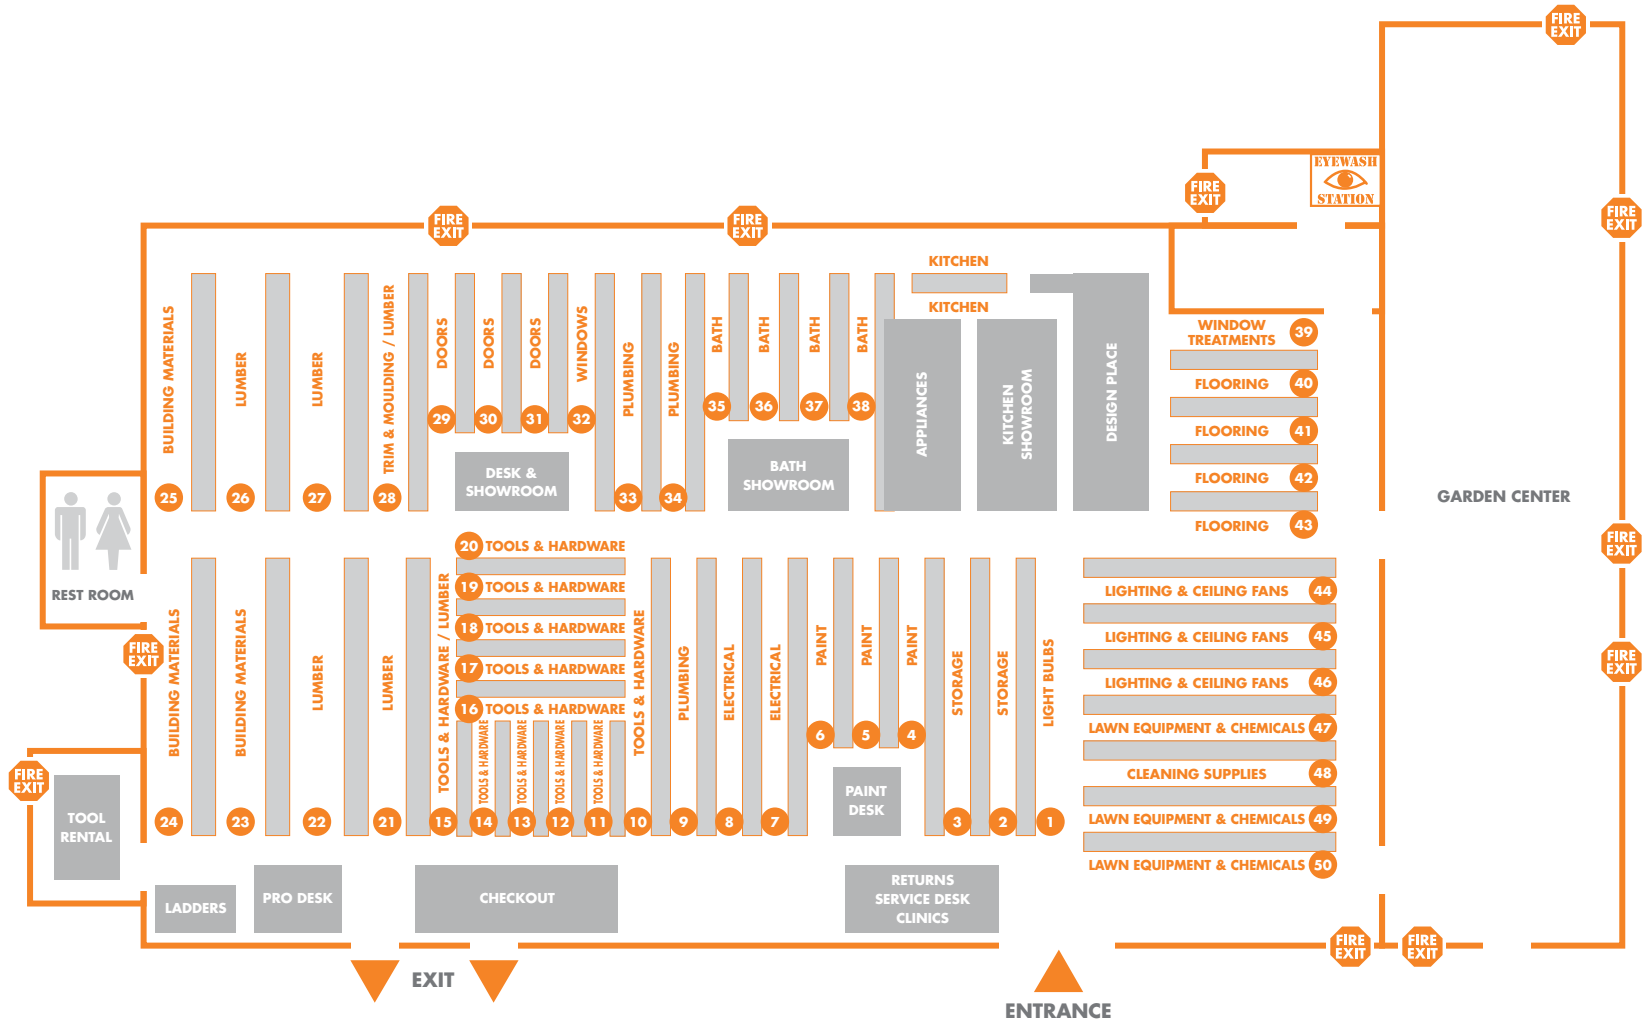 FIRE
EXIT
EYEWASH
STATION
FIRE
EXIT
FIRE
EXIT
FIRE
EXIT
FIRE
EXIT
BUILDING MATERIALS
25
LUMBER
26
LUMBER
27
TRIM & MOULDING / LUMBER
28
DOORS
29
DOORS
30
DOORS
31
WINDOWS
32
PLUMBING
33
PLUMBING
34
BATH
35
BATH
36
BATH
37
BATH
38
KITCHEN
KITCHEN
DESK &
SHOWROOM
BATH
SHOWROOM
APPLIANCES
KITCHEN
SHOWROOM
DESIGN PLACE
WINDOW
TREATMENTS 39
FLOORING 40
FLOORING 41
FLOORING 42
FLOORING 43
GARDEN CENTER
FIRE
EXIT
FIRE
EXIT
REST ROOM
FIRE
EXIT
FIRE
EXIT
TOOL
RENTAL
BUILDING MATERIALS
24
BUILDING MATERIALS
23
LUMBER
22
LUMBER
21
TOOLS & HARDWARE / LUMBER
15
20 TOOLS & HARDWARE
19 TOOLS & HARDWARE
18 TOOLS & HARDWARE
17 TOOLS & HARDWARE
16 TOOLS & HARDWARE
TOOLS & HARDWARE
14
TOOLS & HARDWARE
13
TOOLS & HARDWARE
12
TOOLS & HARDWARE
11
TOOLS & HARDWARE
10
PLUMBING
9
ELECTRICAL
8
ELECTRICAL
7
PAINT
6
PAINT
5
PAINT
4
PAINT
DESK
STORAGE
3
STORAGE
2
LIGHT BULBS
1
LIGHTING & CEILING FANS 44
LIGHTING & CEILING FANS 45
LIGHTING & CEILING FANS 46
LAWN EQUIPMENT & CHEMICALS 47
CLEANING SUPPLIES 48
LAWN EQUIPMENT & CHEMICALS 49
LAWN EQUIPMENT & CHEMICALS 50
LADDERS
PRO DESK
CHECKOUT
RETURNS
SERVICE DESK
CLINICS
FIRE
EXIT
FIRE
EXIT
EXIT
ENTRANCE